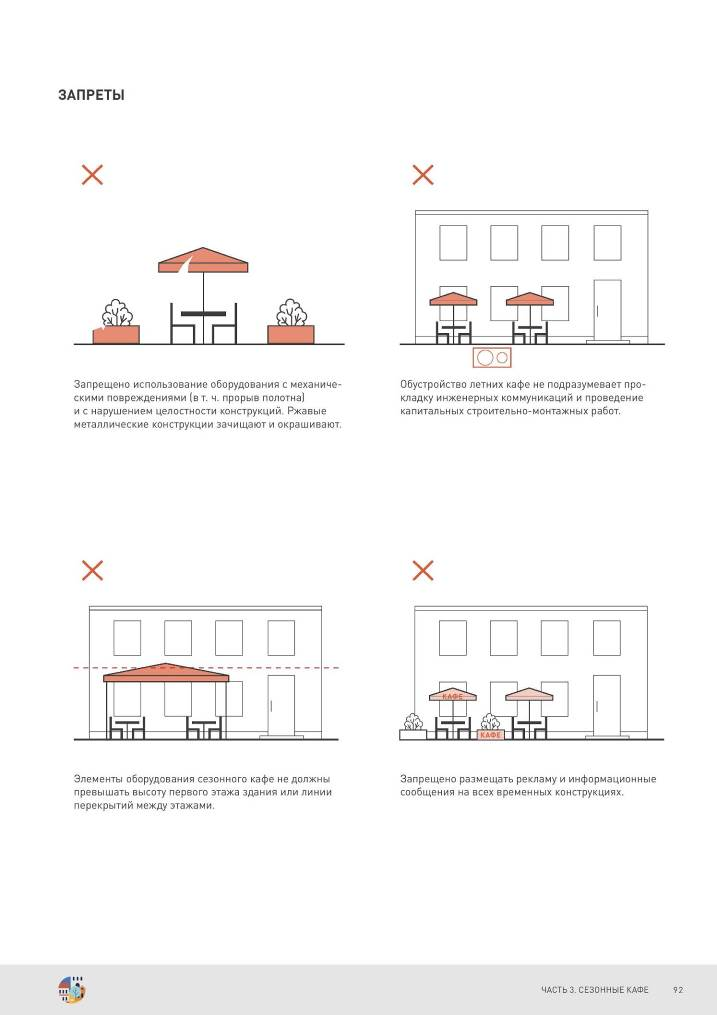 ЗАПРЕТЫ
Запрещено использование оборудования с механиче-
скими повреждениями (в т. ч. прорыв полотна)
и с нарушением целостности конструкций. Ржавые
металлические конструкции зачищают и окрашивают.
Обустройство летних кафе не подразумевает про-
кладку инженерных коммуникаций и проведение
капитальных строительно-монтажных работ.
КАФЕ
КАФЕ
Элементы оборудования сезонного кафе не должны
превышать высоту первого этажа здания или линии
перекрытий между этажами.
Запрещено размещать рекламу и информационные
сообщения на всех временных конструкциях.
ЧАСТЬ 3. СЕЗОННЫЕ КАФЕ 92